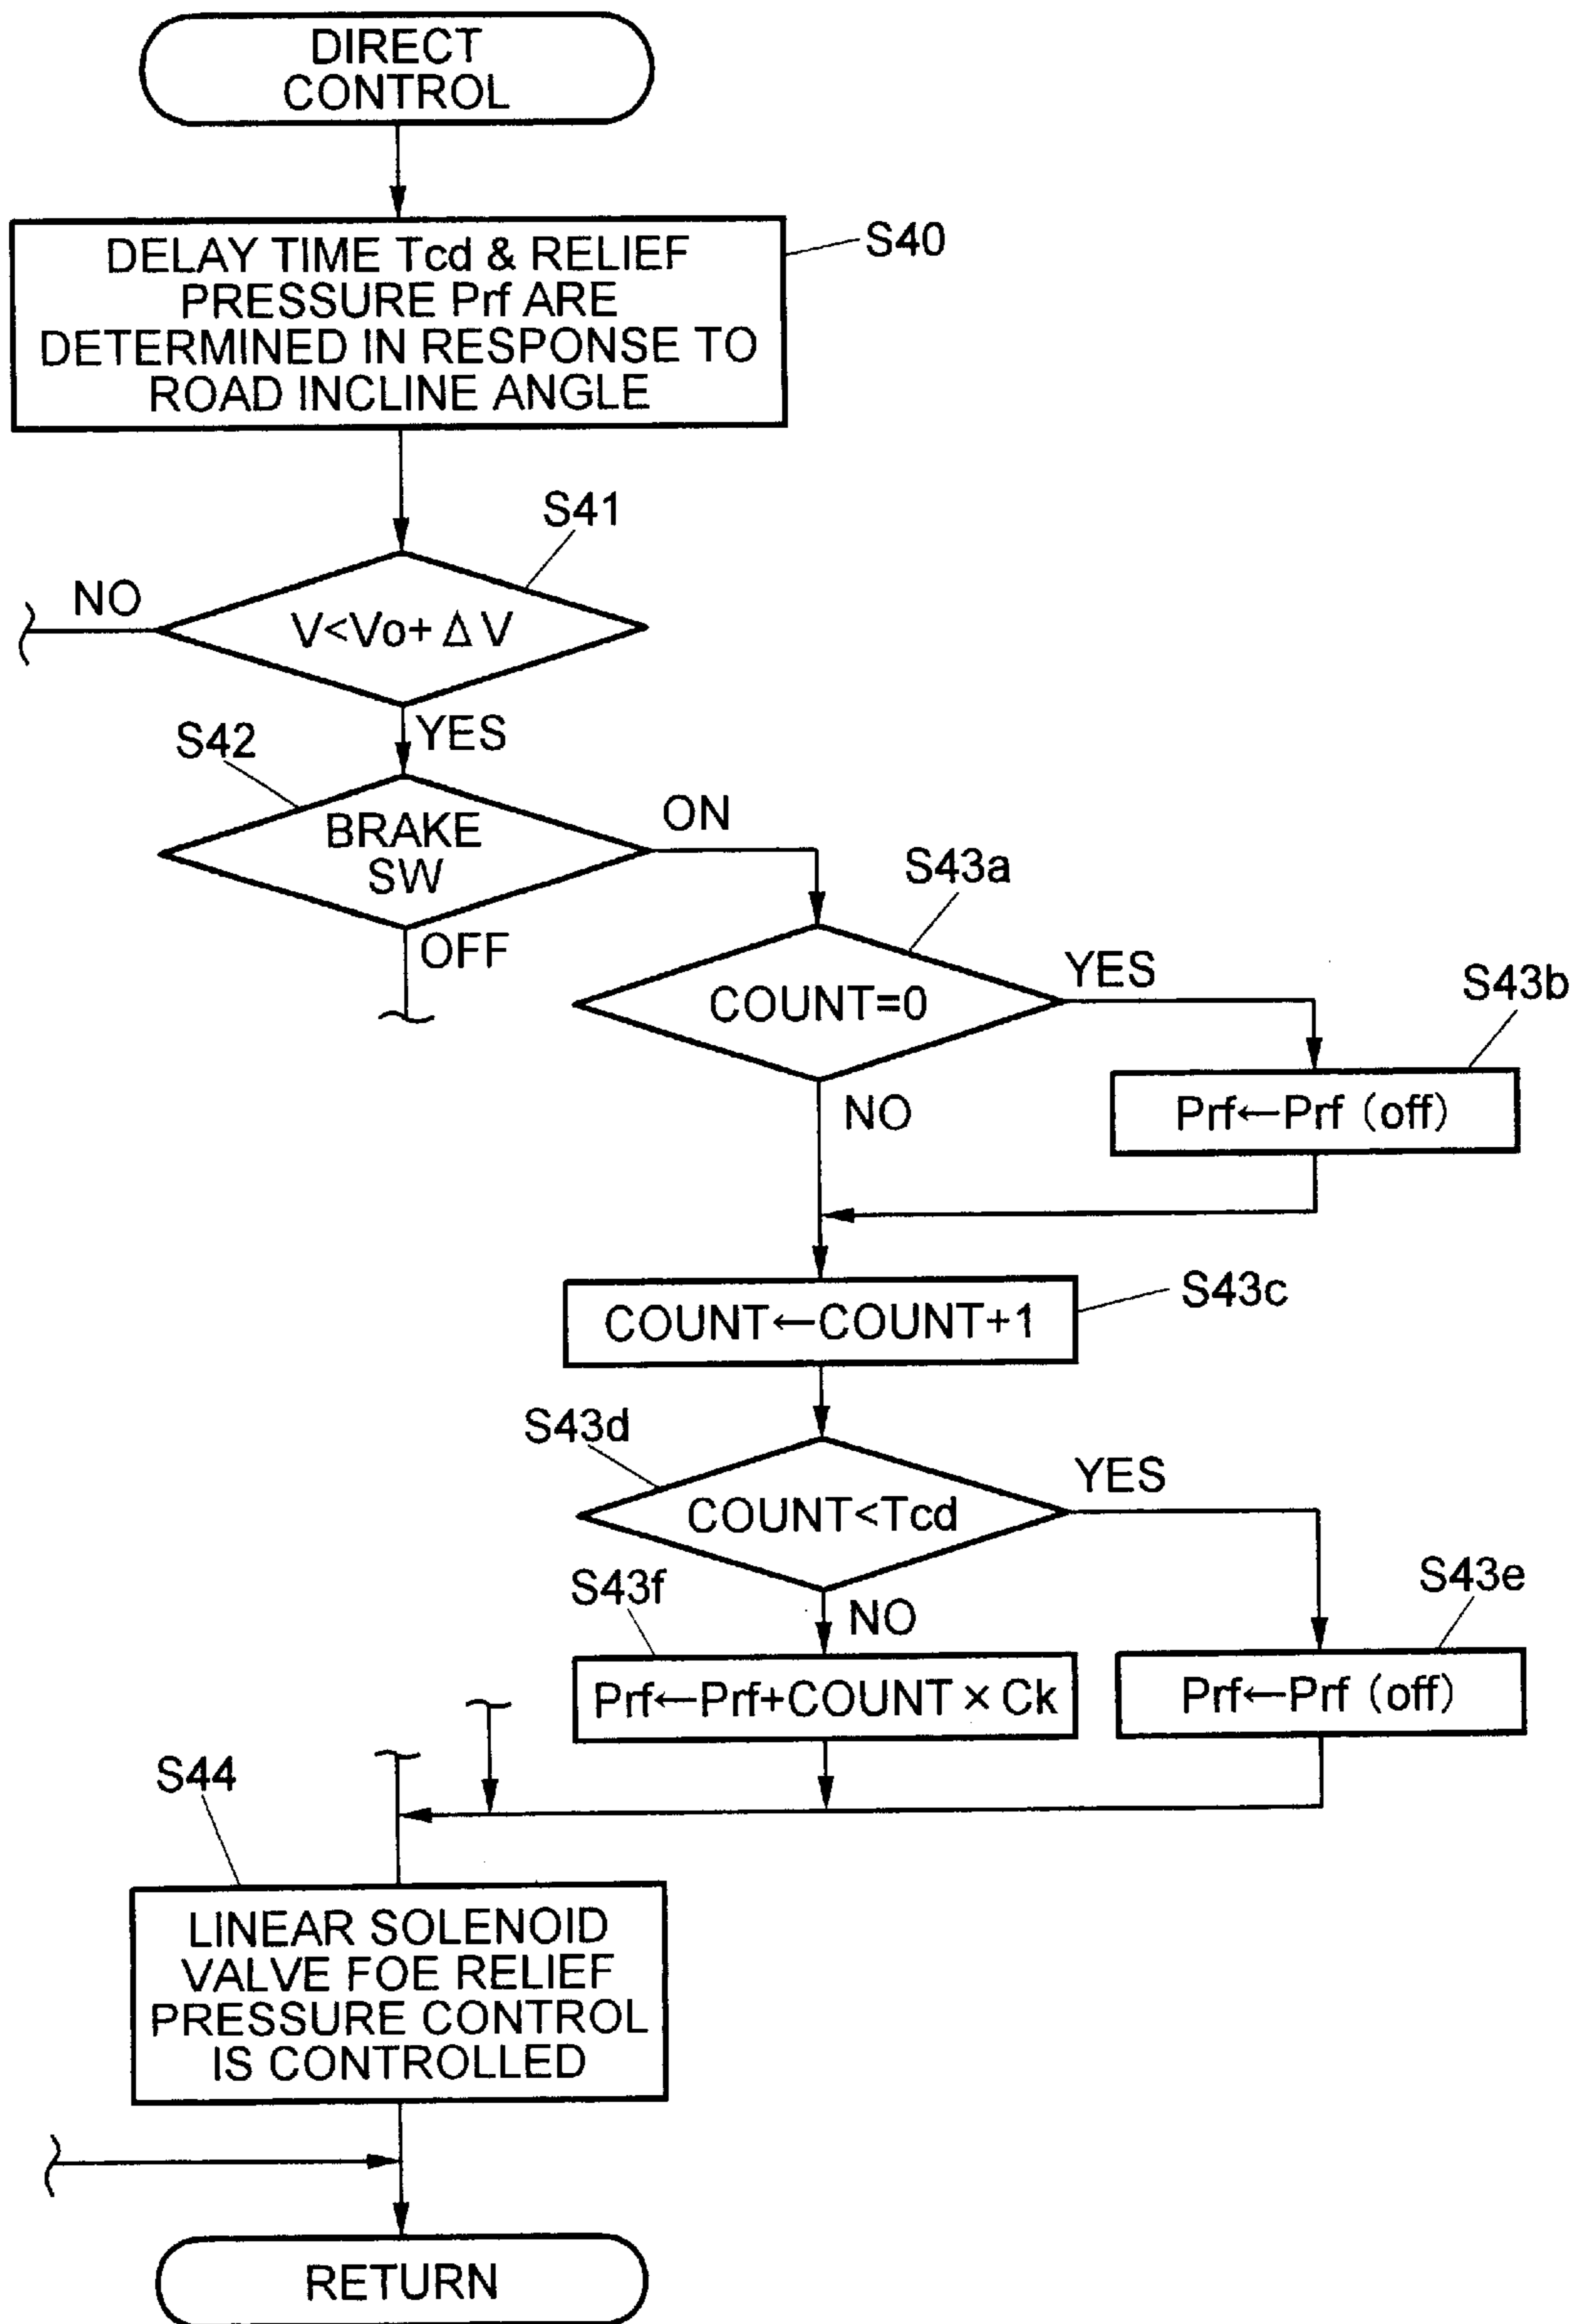 DIRECT
CONTROL
DELAY TIME Tcd & RELIEF
PRESSURE Prf ARE
DETERMINED IN RESPONSE TO
ROAD INCLINE ANGLE
S40
S41
NO
V<Vo+ Δ V
YES
S42
BRAKE
SW
ON
OFF
S43a
COUNT=0
YES
NO
S43b
Prf←Prf (off)
S43c
COUNT←COUNT+1
S43d
COUNT<Tcd
YES
NO
S43f
Prf←Prf+COUNT × Ck
S43e
Prf←Prf (off)
S44
LINEAR SOLENOID
VALVE FOE RELIEF
PRESSURE CONTROL
IS CONTROLLED
RETURN